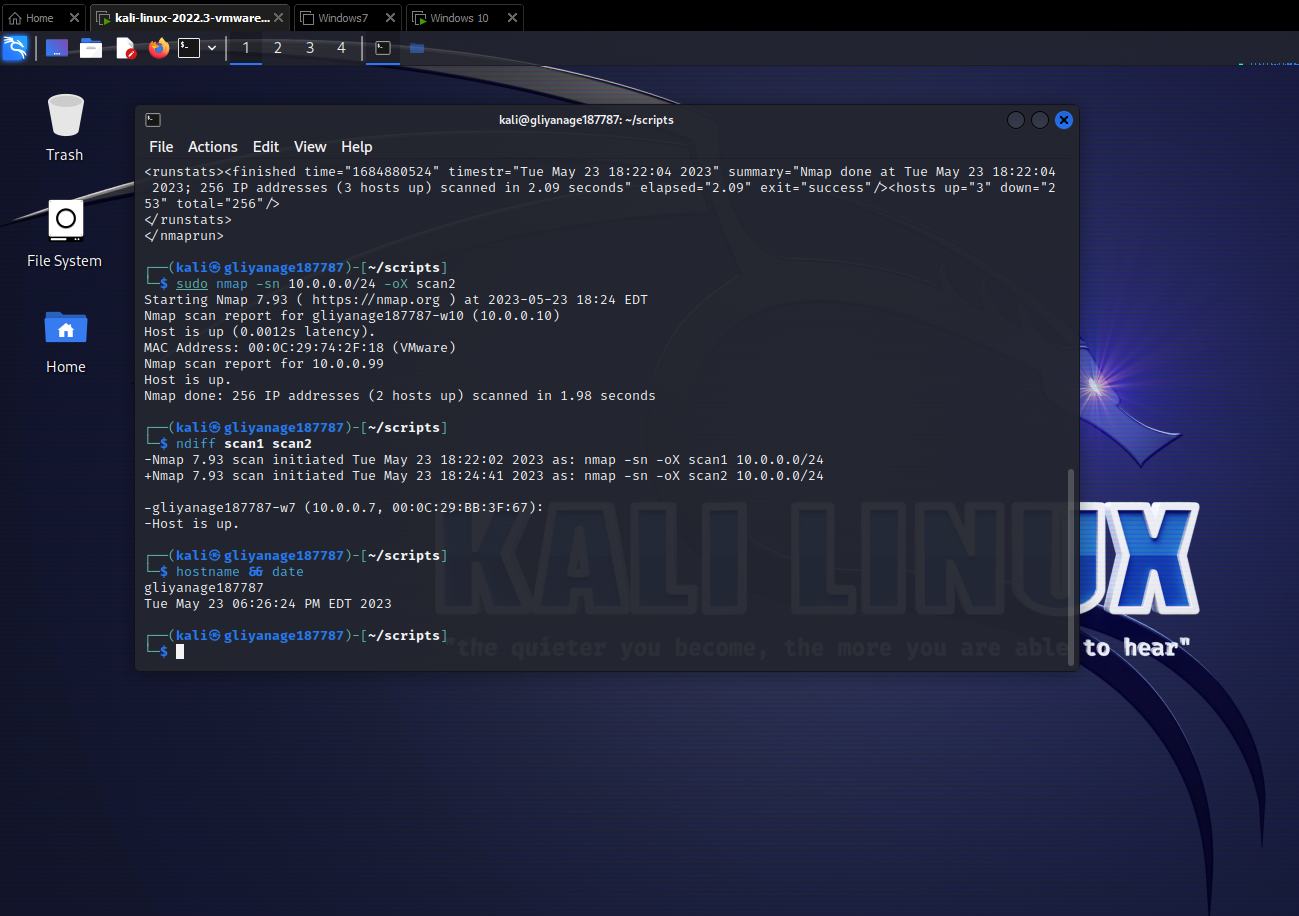 Home
kali-linux-2022.3-vmware...
Windows7
Windows 10
1 2 3 4
Trash
File System
Home
kali@gliyanage187787: ~/scripts
File Actions Edit View Help
<runstats><finished time="1684880524" timestr="Tue May 23 18:22:04 2023" summary="Nmap done at Tue May 23 18:22:04
2023; 256 IP addresses (3 hosts up) scanned in 2.09 seconds" elapsed="2.09" exit="success"/><hosts up="3" down="2
53" total="256"/>
</runstats>
</nmaprun>
┌──(kali㉿gliyanage187787)-[~/scripts]
└─$ sudo nmap -sn 10.0.0.0/24 -oX scan2
Starting Nmap 7.93 ( https://nmap.org ) at 2023-05-23 18:24 EDT
Nmap scan report for gliyanage187787-w10 (10.0.0.10)
Host is up (0.0012s latency).
MAC Address: 00:0C:29:74:2F:18 (VMware)
Nmap scan report for 10.0.0.99
Host is up.
Nmap done: 256 IP addresses (2 hosts up) scanned in 1.98 seconds
┌──(kali㉿gliyanage187787)-[~/scripts]
└─$ ndiff scan1 scan2
-Nmap 7.93 scan initiated Tue May 23 18:22:02 2023 as: nmap -sn -oX scan1 10.0.0.0/24
+Nmap 7.93 scan initiated Tue May 23 18:24:41 2023 as: nmap -sn -oX scan2 10.0.0.0/24
-gliyanage187787-w7 (10.0.0.7, 00:0C:29:BB:3F:67):
-Host is up.
┌──(kali㉿gliyanage187787)-[~/scripts]
└─$ hostname && date
gliyanage187787
Tue May 23 06:26:24 PM EDT 2023
┌──(kali㉿gliyanage187787)-[~/scripts]
└─$
KALI LINUX
"the quieter you become, the more you are able to hear"